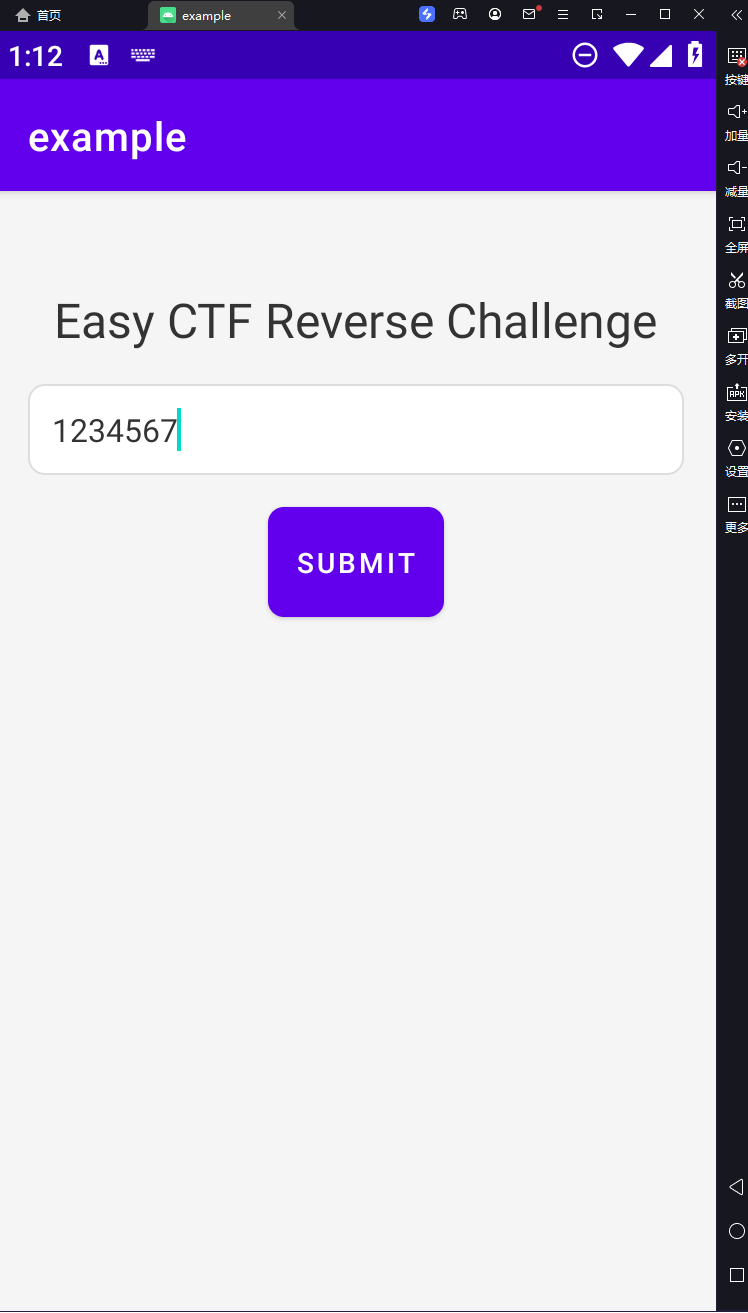 首页
example
1:12
example
Easy CTF Reverse Challenge
1234567
SUBMIT
按键
加量
减量
全屏
截图
多开
APK
安装
设置
更多